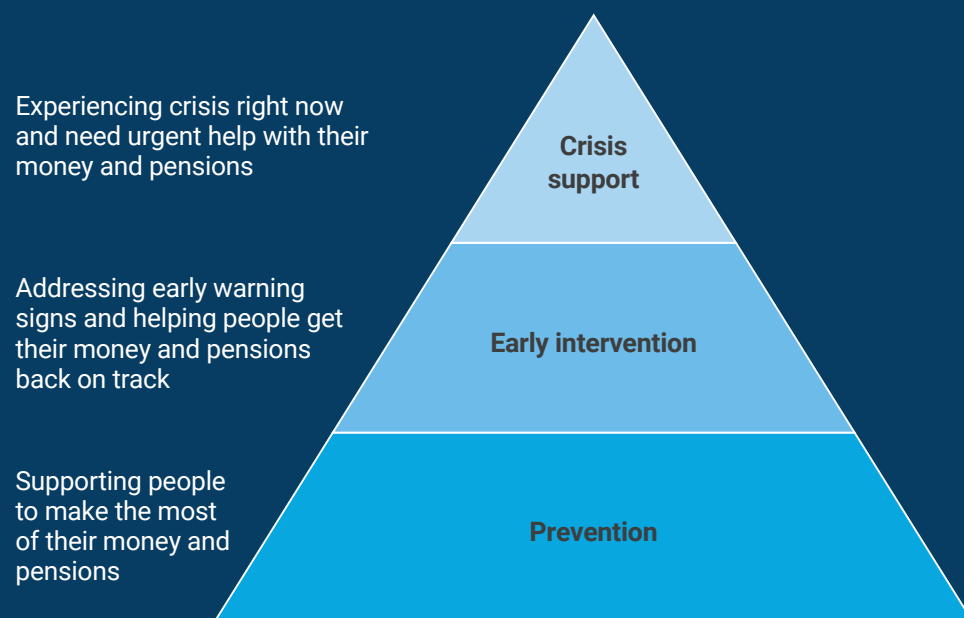 Experiencing crisis right now
and need urgent help with their
money and pensions
Crisis
support
Addressing early warning
signs and helping people get
their money and pensions
back on track
Early intervention
Supporting people
to make the most
of their money and
pensions
Prevention